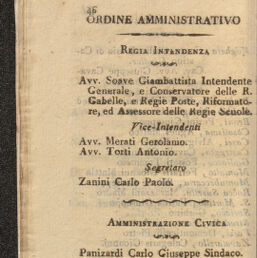 26
ORDINE AMMINISTRATIVO
REGIA INTENDENZA
Avv. Soave Giambattista Intendente
Generale, e Conservatore delle R.
Gabelle, e Regie Poste, Riformato-
re, ed Assessore delle Regie Scuole.
Vice-Intendenti
Avv. Merati Gerolamo.
Avv. Torti Antonio.
Segretaro
Zanini Carlo Paolo.
AMMINISTRAZIONE CIVICA
Panizardi Carlo Giuseppe Sindaco.